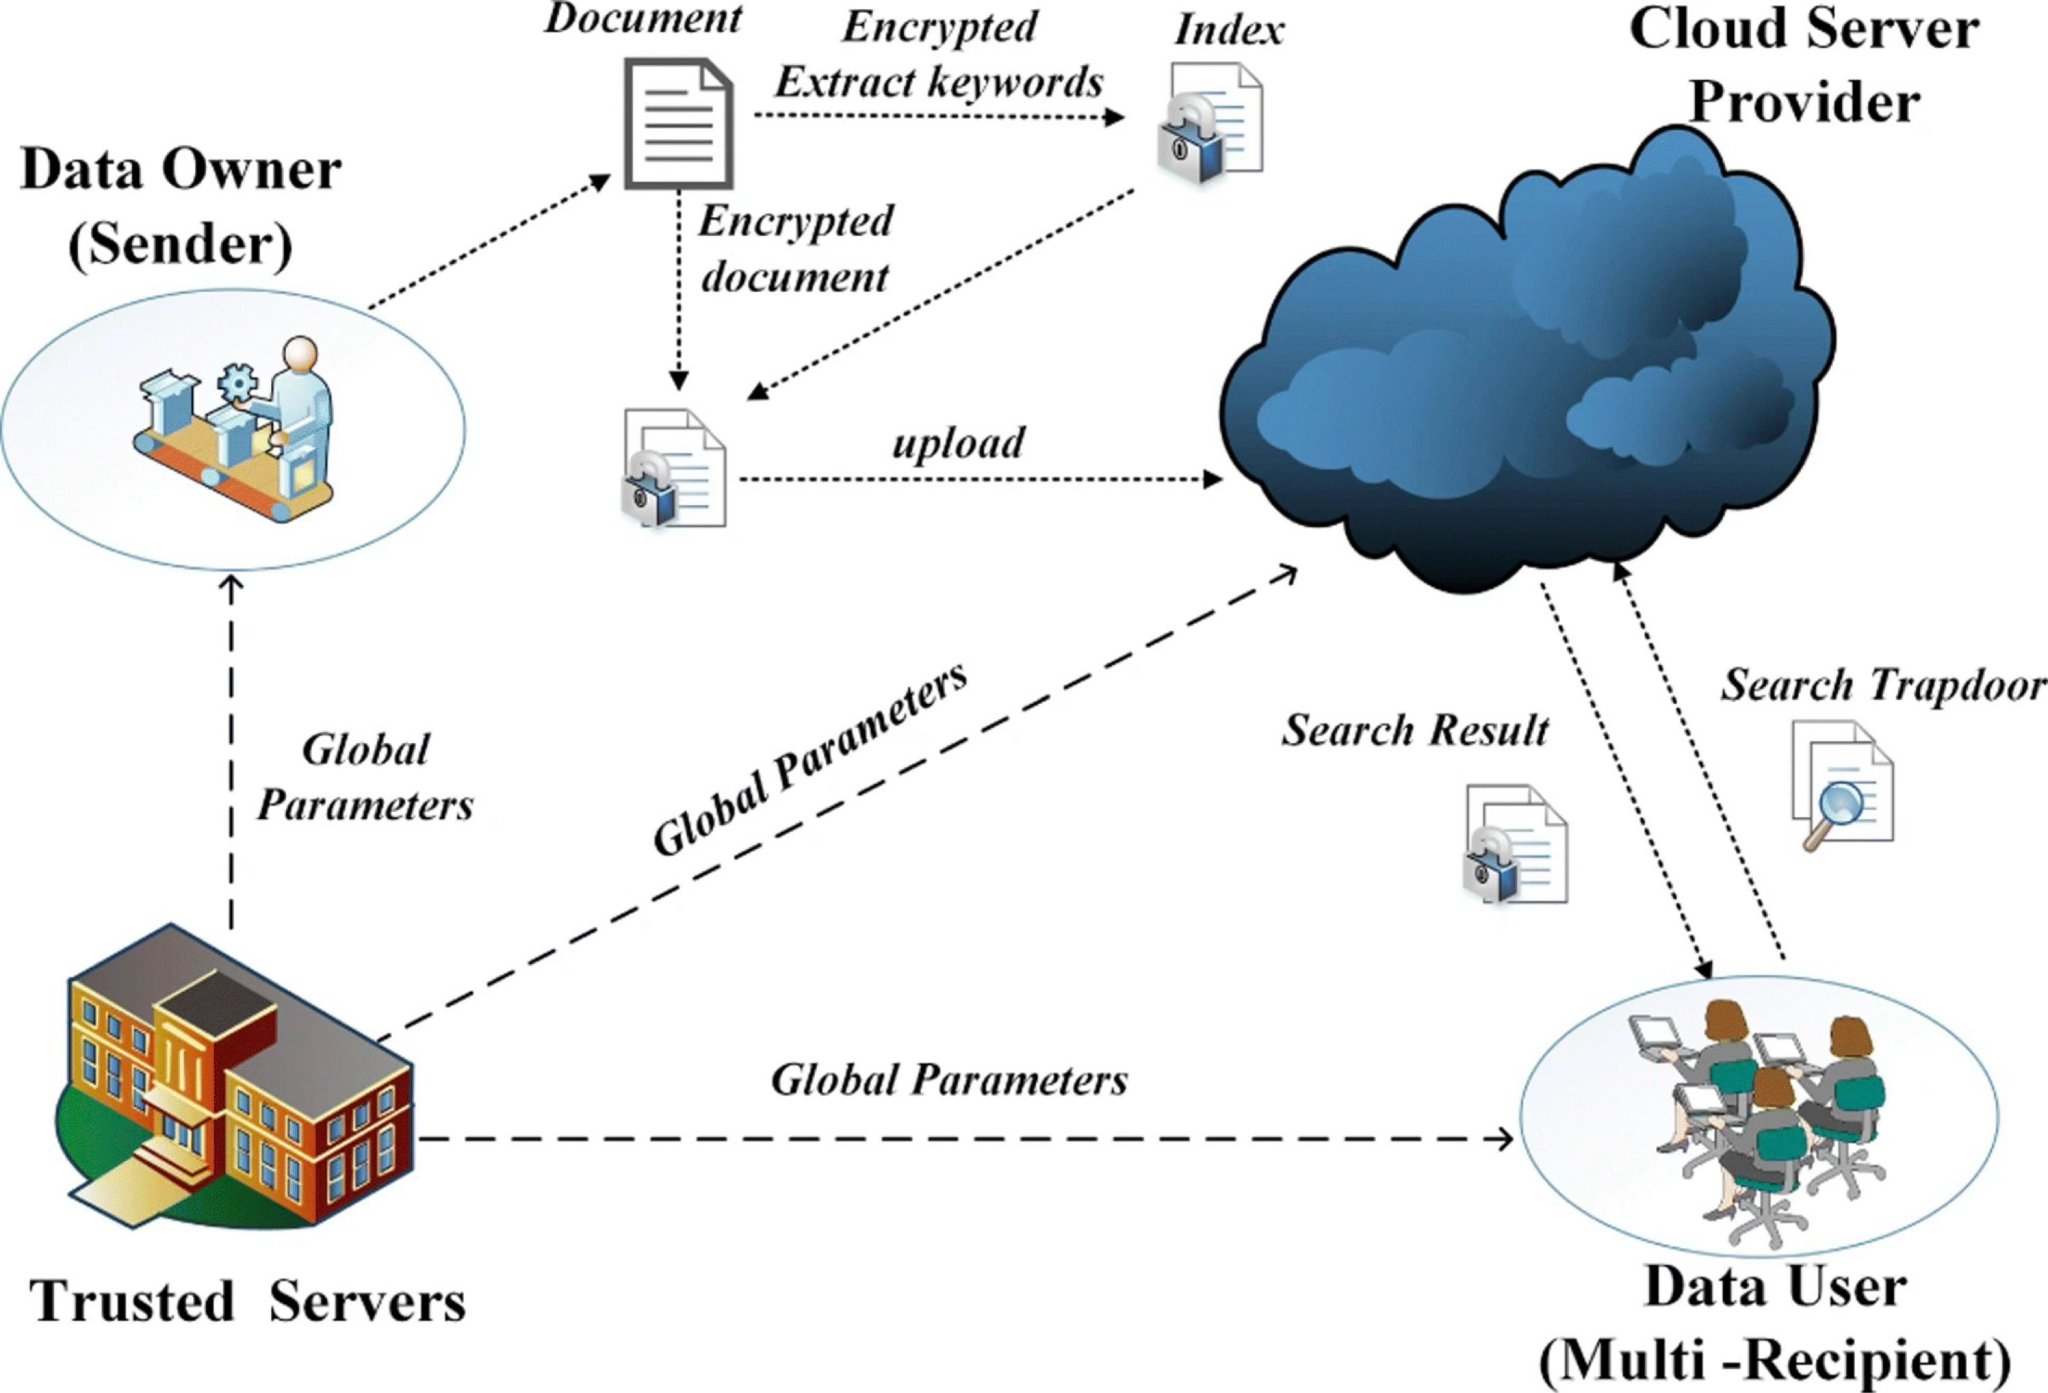 Document
Encrypted
Extract keywords
Index
Cloud Server
Provider
Data Owner
(Sender)
Encrypted
document
upload
Global
Parameters
Global Parameters
Search Result
Search Trapdoor
Global Parameters
Trusted Servers
Data User
(Multi -Recipient)